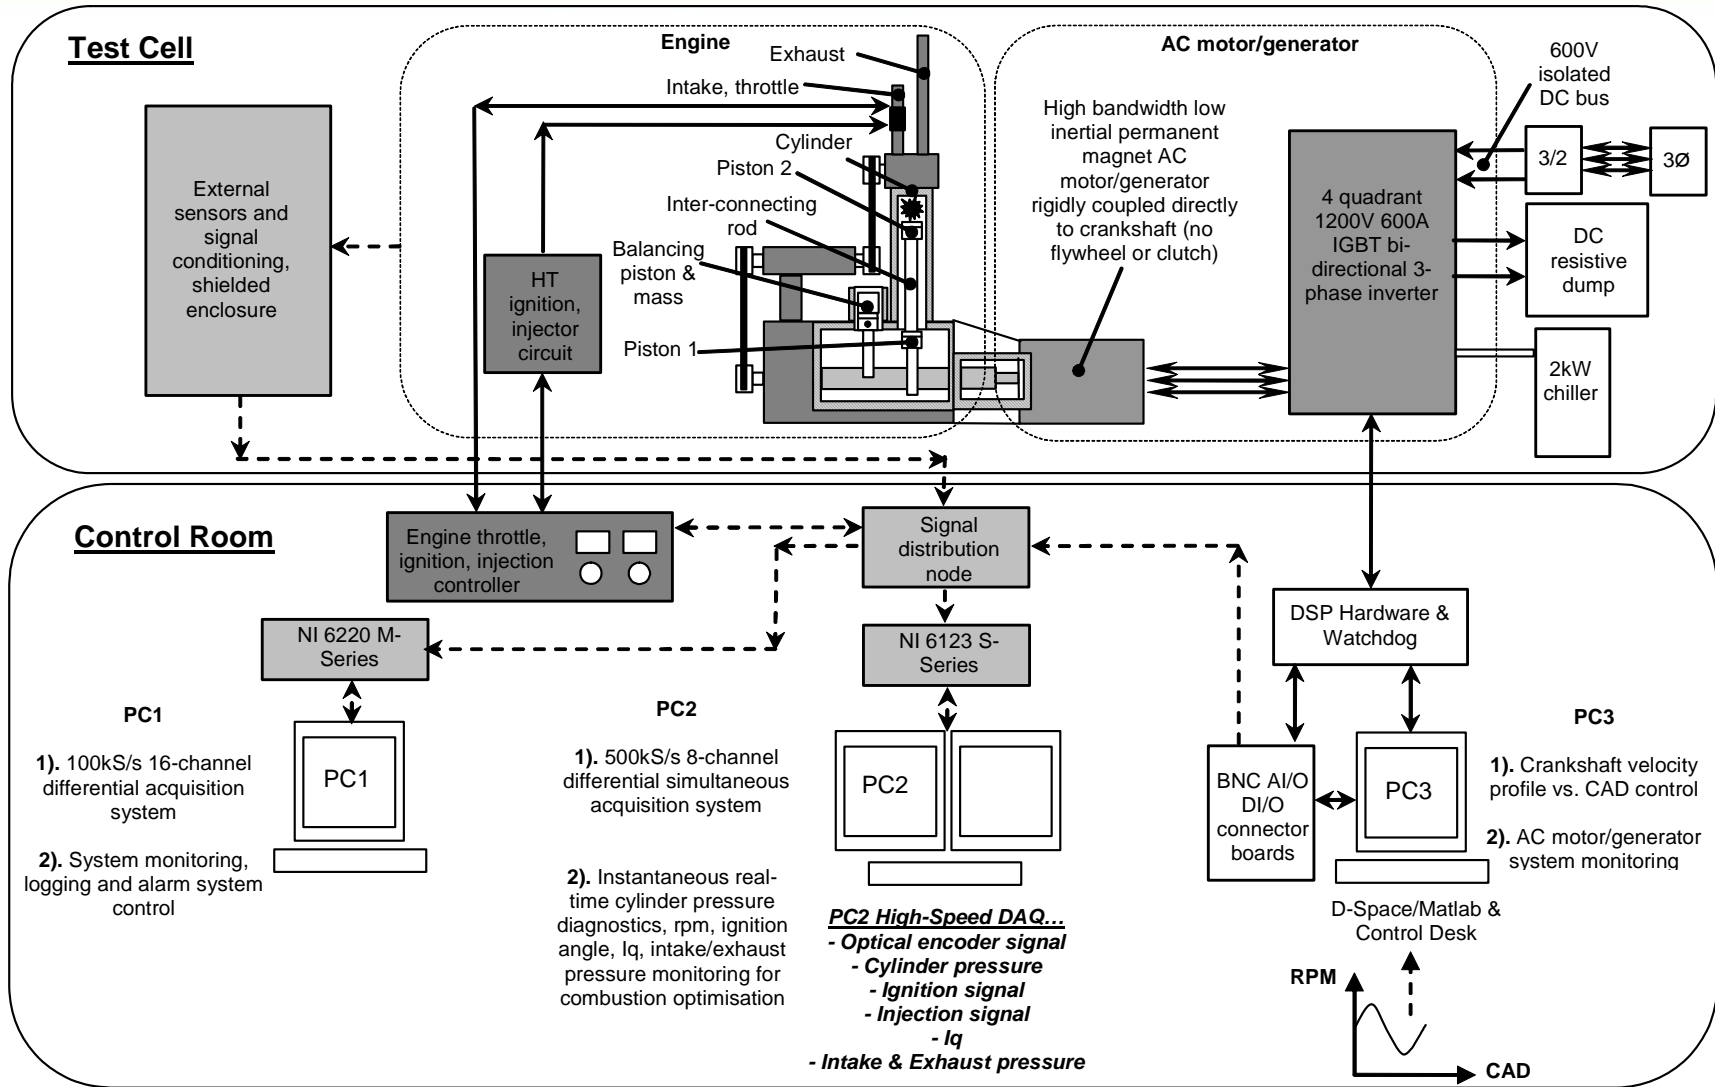 Test Cell
Engine
AC motor/generator
Exhaust
Intake, throttle
Cylinder
Piston 2
Inter-connecting
rod
Balancing
piston &
mass
Piston 1
External
sensors and
signal
conditioning,
shielded
enclosure
HT
ignition,
injector
circuit
High bandwidth low
inertial permanent
magnet AC
motor/generator
rigidly coupled directly
to crankshaft (no
flywheel or clutch)
4 quadrant
1200V 600A
IGBT bi-
directional 3-
phase inverter
600V
isolated
DC bus
3/2
3Ø
DC
resistive
dump
2kW
chiller
Control Room
Engine throttle,
ignition, injection
controller
Signal
distribution
node
DSP Hardware &
Watchdog
NI 6220 M-
Series
NI 6123 S-
Series
PC1
1). 100kS/s 16-channel
differential acquisition
system
2). System monitoring,
logging and alarm system
control
PC1
PC2
1). 500kS/s 8-channel
differential simultaneous
acquisition system
2). Instantaneous real-
time cylinder pressure
diagnostics, rpm, ignition
angle, Iq, intake/exhaust
pressure monitoring for
combustion optimisation
PC2
PC2 High-Speed DAQ...
- Optical encoder signal
- Cylinder pressure
- Ignition signal
- Injection signal
- Iq
- Intake & Exhaust pressure
BNC AI/O
DI/O
connector
boards
PC3
PC3
1). Crankshaft velocity
profile vs. CAD control
2). AC motor/generator
system monitoring
D-Space/Matlab &
Control Desk
RPM
CAD